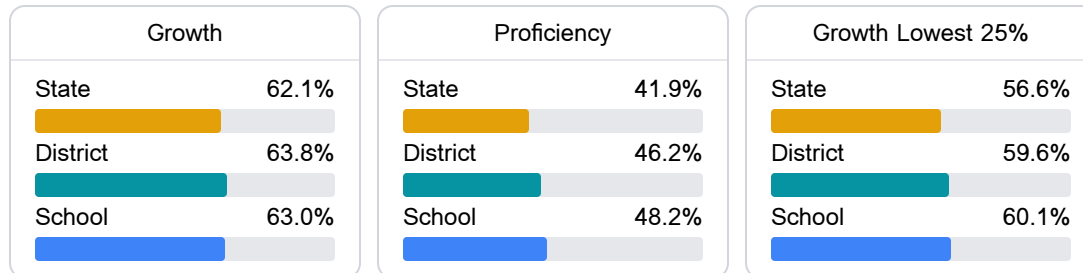 Growth
State 62.1%
District 63.8%
School 63.0%
Proficiency
State 41.9%
District 46.2%
School 48.2%
Growth Lowest 25%
State 56.6%
District 59.6%
School 60.1%